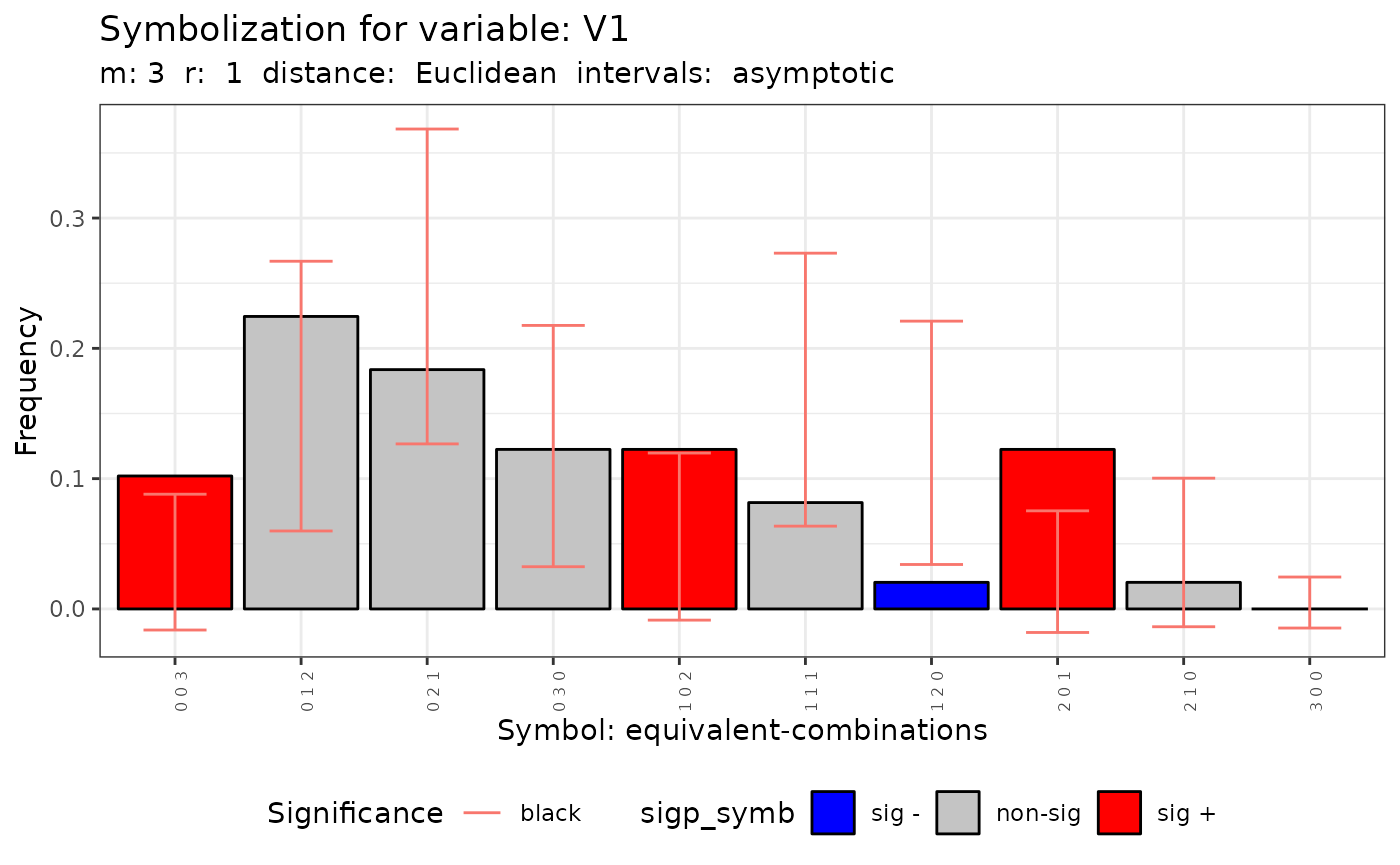 Symbolization for variable: V1
m: 3 r: 1 distance: Euclidean intervals: asymptotic
Frequency
0.3
0.2
0.1
0.0
0 0 3
0 1 2
0 2 1
0 3 0
1 0 2
1 1 1
1 2 0
2 0 1
2 1 0
3 0 0
Symbol: equivalent-combinations
Significance black sigp_symb sig - non-sig sig +